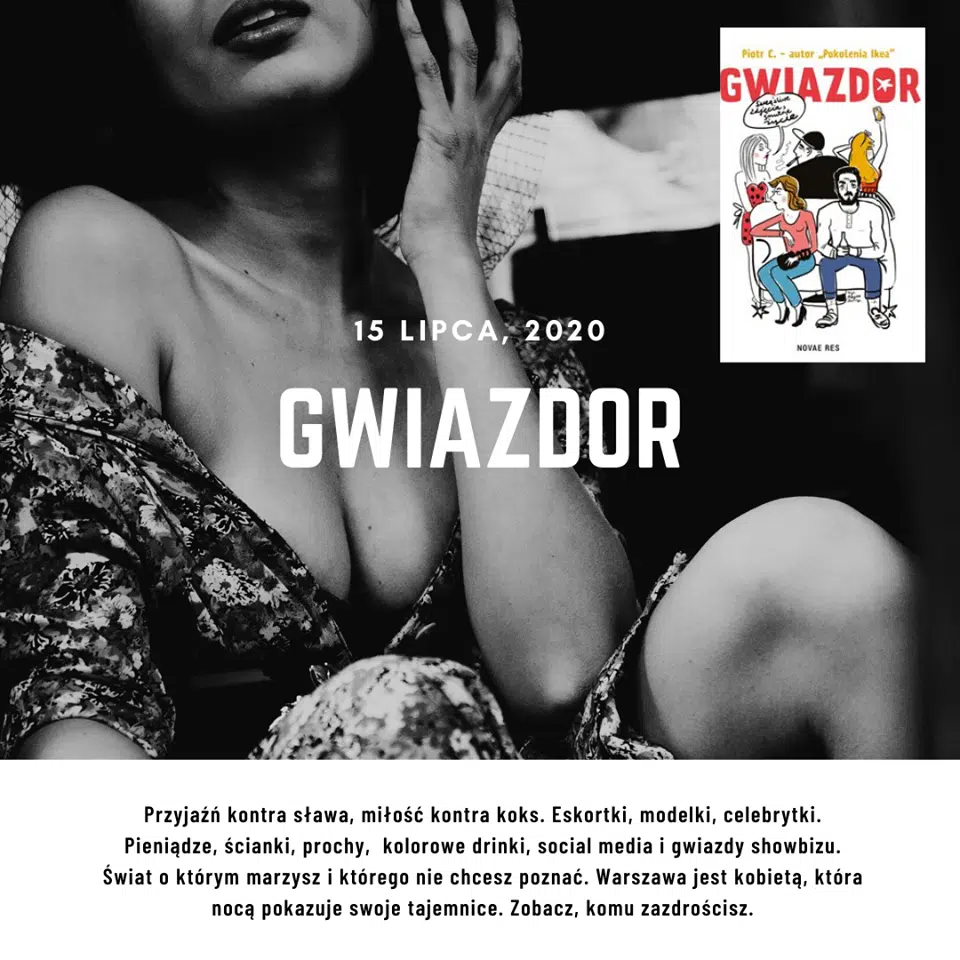 Piotr C. – autor „Pokolenia Ikea"
GWIAZDOR
NOVAE RES
15 LIPCA, 2020
GWIAZDOR
Przyjaźń kontra sława, miłość kontra koks. Eskortki, modelki, celebrytki.
Pieniądze, ścianki, prochy, kolorowe drinki, social media i gwiazdy showbizu.
Świat o którym marzysz i którego nie chcesz poznać. Warszawa jest kobietą, która
nocą pokazuje swoje tajemnice. Zobacz, komu zazdrościsz.